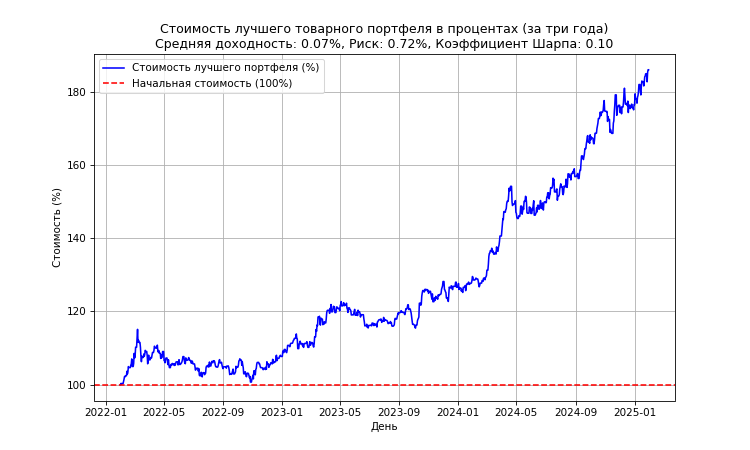 Стоимость лучшего товарного портфеля в процентах (за три года)
Средняя доходность: 0.07%, Риск: 0.72%, Коэффициент Шарпа: 0.10
Стоимость лучшего портфеля (%)
Начальная стоимость (100%)
Стоимость (%)
180
160
140
120
100
2022-01 2022-05 2022-09 2023-01 2023-05 2023-09 2024-01 2024-05 2024-09 2025-01
День